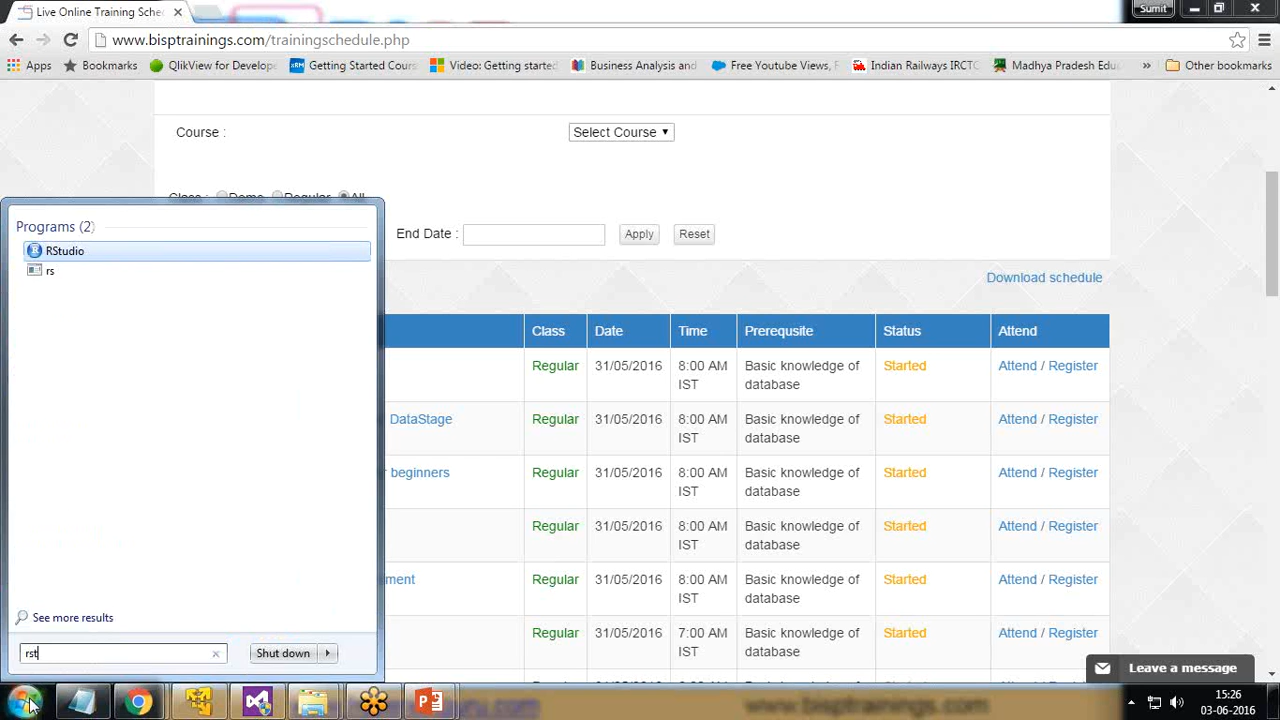 Live Online Training Sche
Sumit
www.bisptrainings.com/trainingschedule.php
Apps Bookmarks QlikView for Develope Getting Started Cours Video: Getting started Business Analysis and Free Youtube Views, F Indian Railways IRCTC Madhya Pradesh Edu » Other bookmarks
Course : Select Course
Class : Demo Regular All
End Date : Apply Reset
Download schedule
Programs (2)
RStudio
rs
See more results
rst
Shut down
Class Date Time Prerequsite Status Attend
Regular 31/05/2016 8:00 AM IST Basic knowledge of database Started Attend / Register
DataStage Regular 31/05/2016 8:00 AM IST Basic knowledge of database Started Attend / Register
beginners Regular 31/05/2016 8:00 AM IST Basic knowledge of database Started Attend / Register
Regular 31/05/2016 8:00 AM IST Basic knowledge of database Started Attend / Register
ment Regular 31/05/2016 8:00 AM IST Basic knowledge of database Started Attend / Register
Regular 31/05/2016 7:00 AM IST Basic knowledge of database Started Attend / Register
Leave a message
15:26
03-06-2016